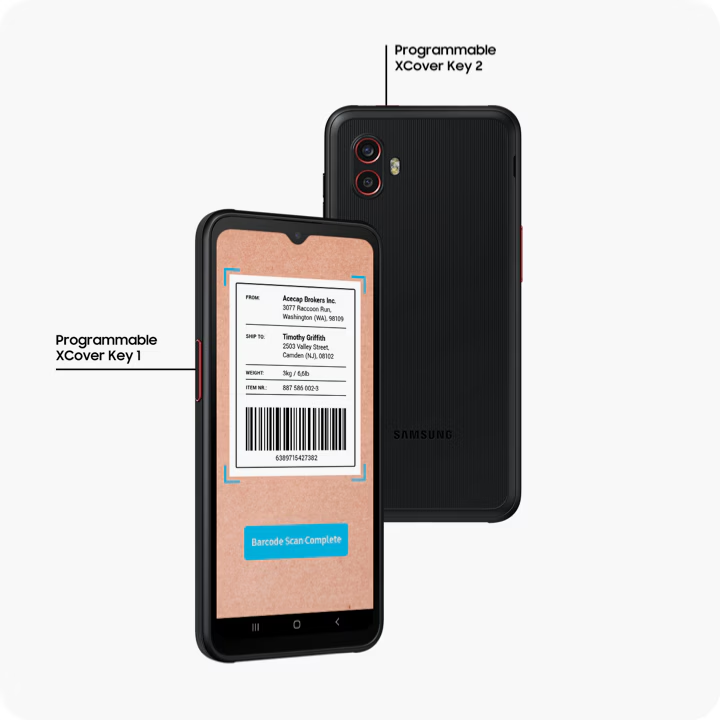 Programmable
XCover Key 2
Programmable
XCover Key 1
FROM:
Acecap Brokers Inc.
3077 Raccoon Run,
Washington (WA), 98109
SHIP TO:
Timothy Griffith
2503 Valley Street,
Camden (NJ), 08102
WEIGHT:
3kg / 6,6lb
ITEM NR.:
887 586 002-3
6389715427382
Barcode Scan Complete
SAMSUNG